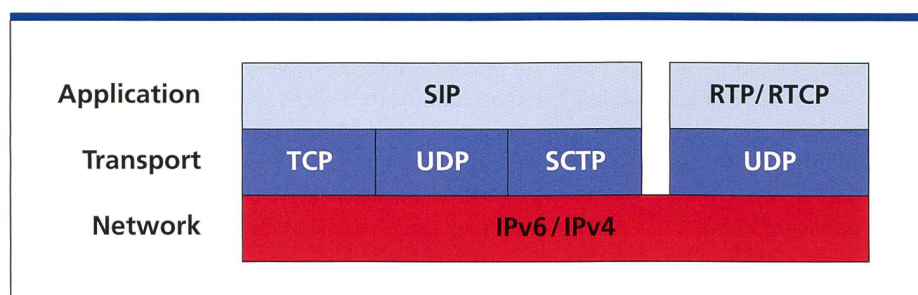 Application SIP RTP/RTCP
Transport TCP UDP SCTP UDP
Network IPv6/IPv4